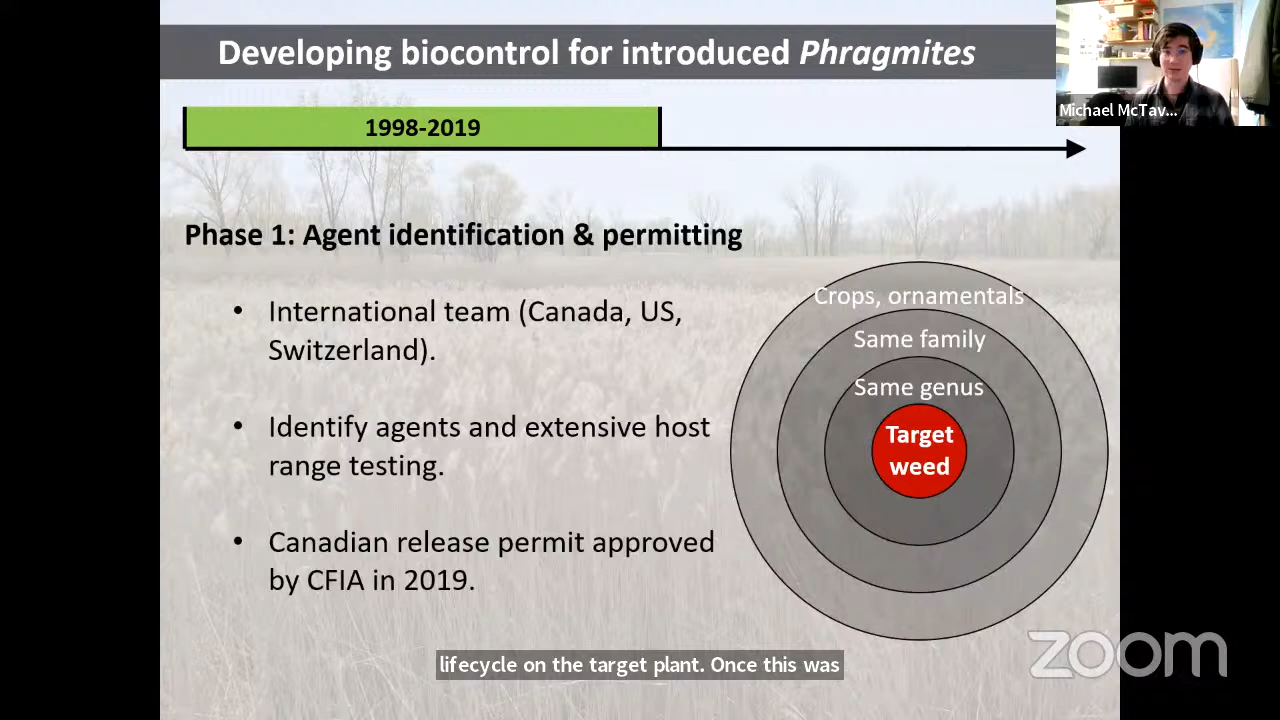 Developing biocontrol for introduced Phragmites
Michael McTav...
1998-2019
Phase 1: Agent identification & permitting
• International team (Canada, US,
Switzerland).
• Identify agents and extensive host
range testing.
• Canadian release permit approved
by CFIA in 2019.
Crops, ornamentals
Same family
Same genus
Target
weed
lifecycle on the target plant. Once this was
zoom